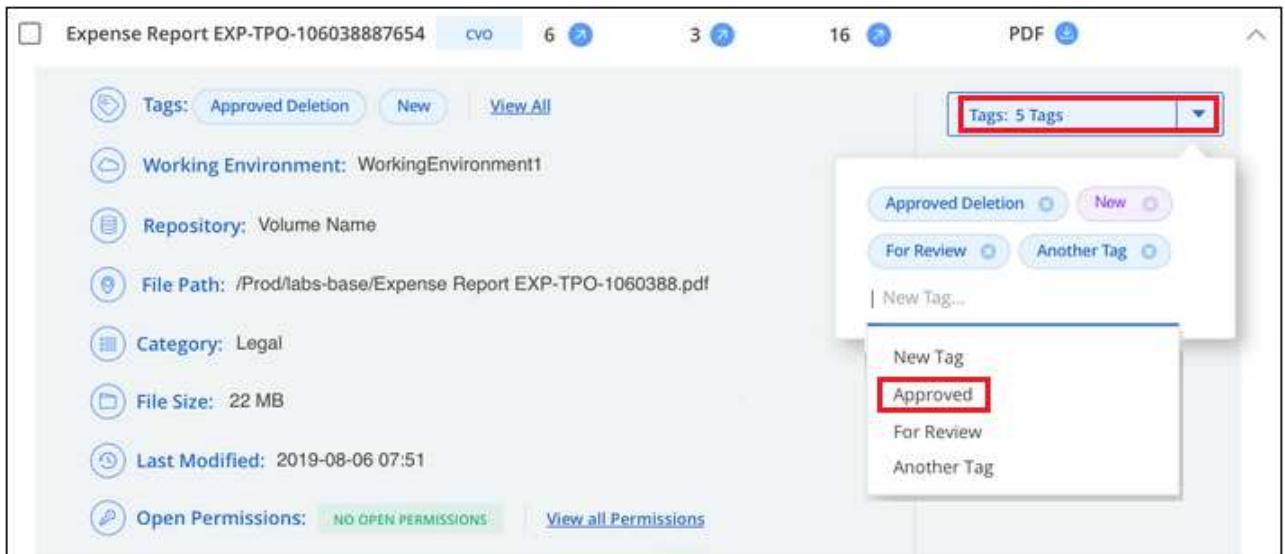 Expense Report EXP-TPO-106038887654 CVO 6 3 16 PDF
Tags: Approved Deletion New View All
Tags: 5 Tags
Working Environment: WorkingEnvironment1
Repository: Volume Name
File Path: /Prod/labs-base/Expense Report EXP-TPO-1060388.pdf
Category: Legal
File Size: 22 MB
Last Modified: 2019-08-06 07:51
Open Permissions: NO OPEN PERMISSIONS View all Permissions
Approved Deletion New
For Review Another Tag
New Tag...
New Tag
Approved
For Review
Another Tag